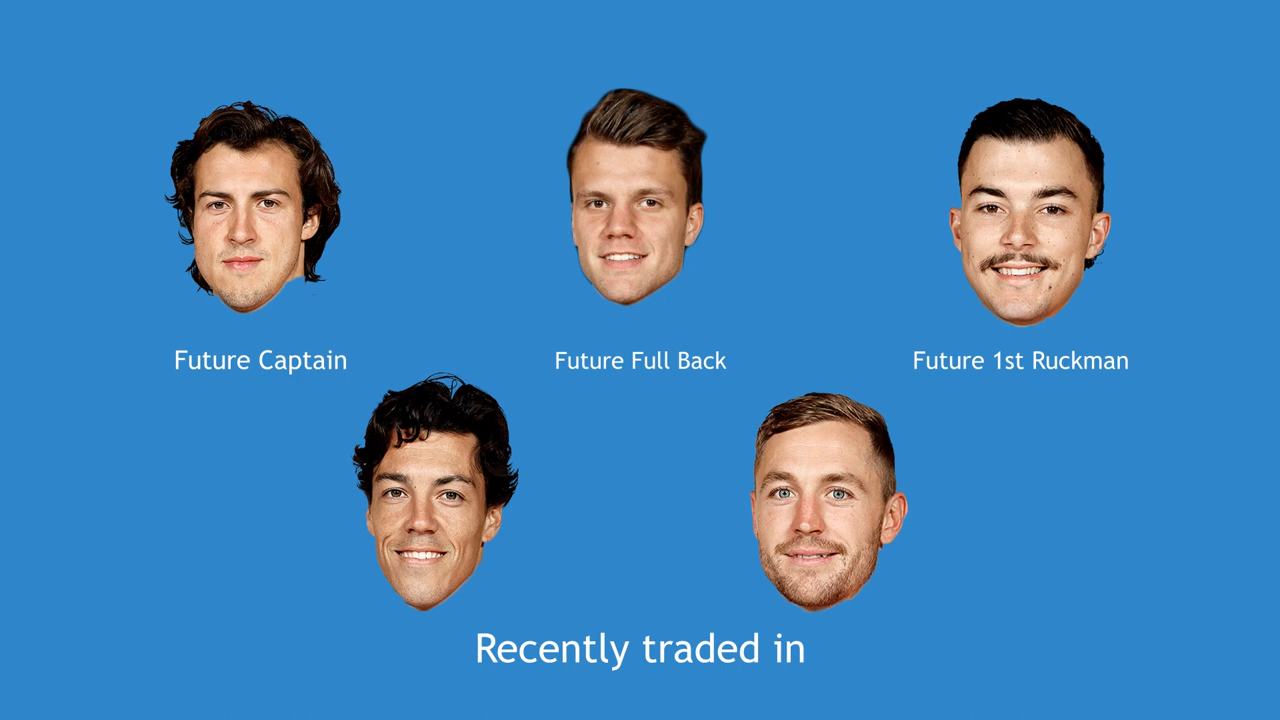 Future Captain
Future Full Back
Future 1st Ruckman
Recently traded in